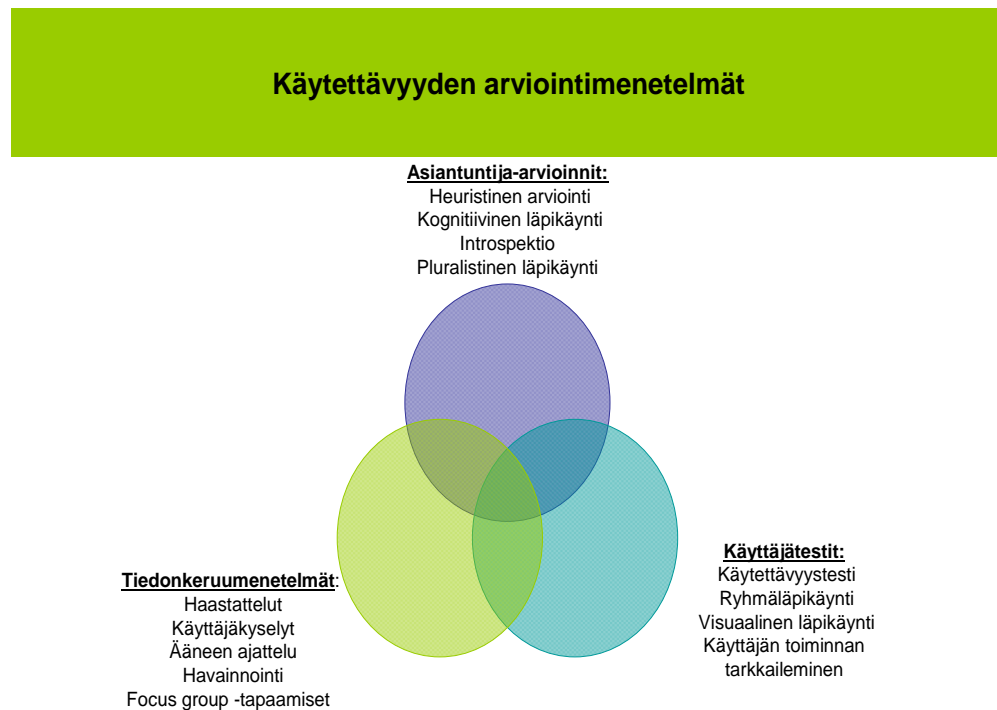 Käytettävyyden arviointimenetelmät
Asiantuntija-arvioinnit:
Heuristinen arviointi
Kognitiivinen läpikäynti
Introspektio
Pluralistinen läpikäynti
Tiedonkeruumenetelmät:
Haastattelut
Käyttäjäkyselyt
Ääneen ajattelu
Havainnointi
Focus group -tapaamiset
Käyttäjätestit:
Käytettävyystesti
Ryhmäläpikäynti
Visuaalinen läpikäynti
Käyttäjän toiminnan
tarkkaileminen